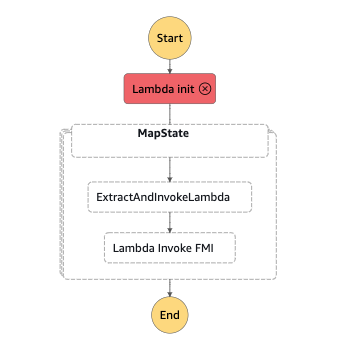 Start
Lambda init
MapState
ExtractAndInvokeLambda
Lambda Invoke FMI
End